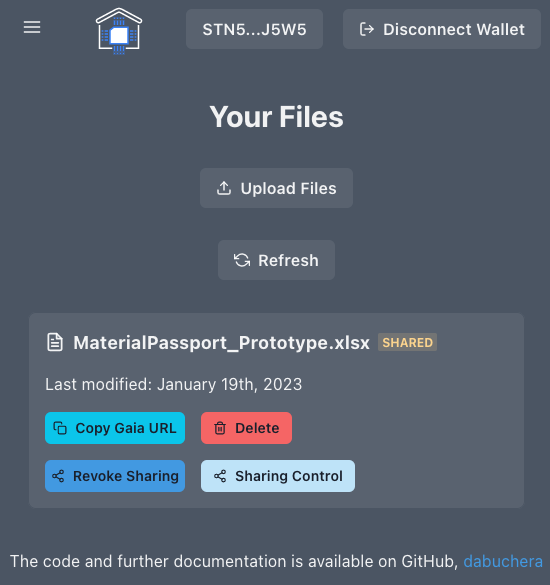 STN5...J5W5
Disconnect Wallet
Your Files
Upload Files
Refresh
MaterialPassport_Prototype.xlsx SHARED
Last modified: January 19th, 2023
Copy Gaia URL
Delete
Revoke Sharing
Sharing Control
The code and further documentation is available on GitHub, dabuchera